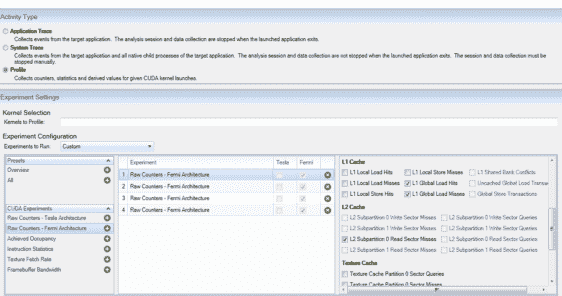 Activity Type
Application Trace
Collects events from the target application. The analysis session and data collection are stopped when the launched application exits.
System Trace
Collects events from the target application and all native child processes of the target application. The analysis session and data collection are not stopped when the launched application exits. The session and data collection must be
stopped manually.
Profile
Collects counters, statistics and derived values for given CUDA kernel launches.
Experiment Settings
Kernel Selection
Kernels to Profile:
Experiment Configuration
Experiments to Run: Custom
Presets
Overview
All
CUDA Experiments
Raw Counters - Tesla Architecture
Raw Counters - Fermi Architecture
Achieved Occupancy
Instruction Statistics
Texture Fetch Rate
Framebuffer Bandwidth
Experiment Tesla Fermi
1 Raw Counters - Fermi Architecture
2 Raw Counters - Fermi Architecture
3 Raw Counters - Fermi Architecture
4 Raw Counters - Fermi Architecture
L1 Cache
L1 Local Load Hits L1 Local Store Misses L1 Shared Bank Conflicts
L1 Local Load Misses L1 Global Load Hits Uncached Global Load Transac
L1 Local Store Hits L1 Global Load Misses Global Store Transactions
L2 Cache
L2 Subpartition 0 Write Sector Misses L2 Subpartition 0 Write Sector Queries
L2 Subpartition 1 Write Sector Misses L2 Subpartition 1 Write Sector Queries
L2 Subpartition 0 Read Sector Misses L2 Subpartition 0 Read Sector Queries
L2 Subpartition 1 Read Sector Misses L2 Subpartition 1 Read Sector Queries
Texture Cache
Texture Cache Partition 0 Sector Queries
Texture Cache Partition 0 Sector Misses